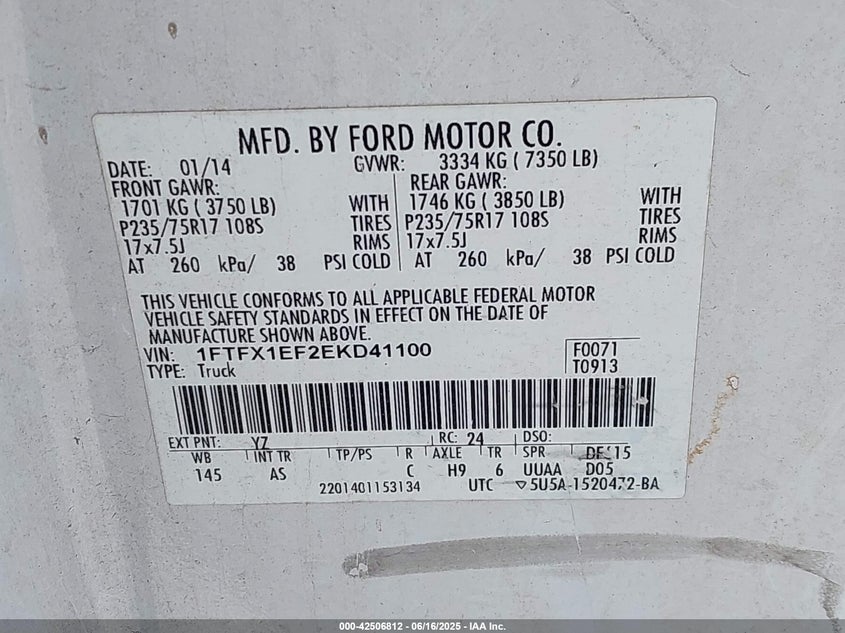 MFD. BY FORD MOTOR CO.
DATE: 01/14 GVWR: 3334 KG ( 7350 LB)
FRONT GAWR: REAR GAWR:
1701 KG ( 3750 LB) WITH 1746 KG ( 3850 LB) WITH
P235/75R17 108S TIRES P235/75R17 108S TIRES
17x7.5J RIMS 17x7.5J RIMS
AT 260 kPa/ 38 PSI COLD AT 260 kPa/ 38 PSI COLD
THIS VEHICLE CONFORMS TO ALL APPLICABLE FEDERAL MOTOR
VEHICLE SAFETY STANDARDS IN EFFECT ON THE DATE OF
MANUFACTURE SHOWN ABOVE.
VIN: 1FTFX1EF2EKD41100 F0071
TYPE: Truck T0913
EXT PNT: YZ RC: 24 DSO:
WB INT TR TP/PS R AXLE TR SPR
145 AS C H9 6 UUAA D05
2201401153134 UTC ▽5U5A-1520472-BA
000-42506812 - 06/16/2025 - IAA Inc.